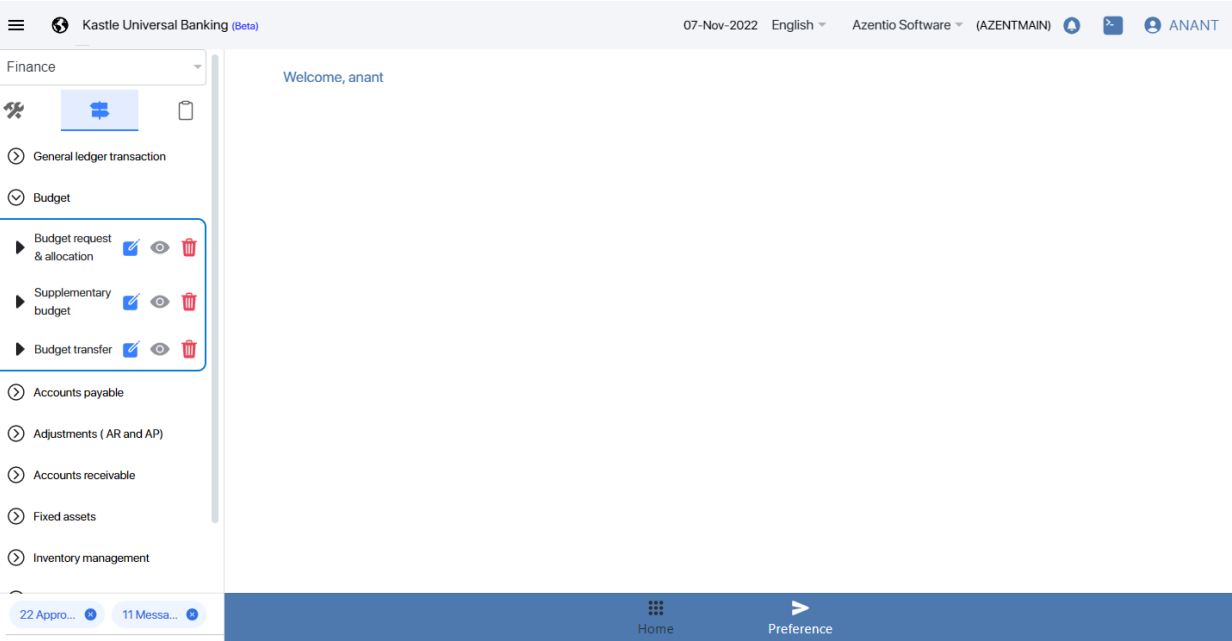 Kastle Universal Banking (Beta)
07-Nov-2022 English Azentio Software (AZENTMAIN) ANANT
Finance
Welcome, anant
General ledger transaction
Budget
Budget request
& allocation
Supplementary
budget
Budget transfer
Accounts payable
Adjustments ( AR and AP)
Accounts receivable
Fixed assets
Inventory management
22 Appro... 11 Messa...
Home Preference